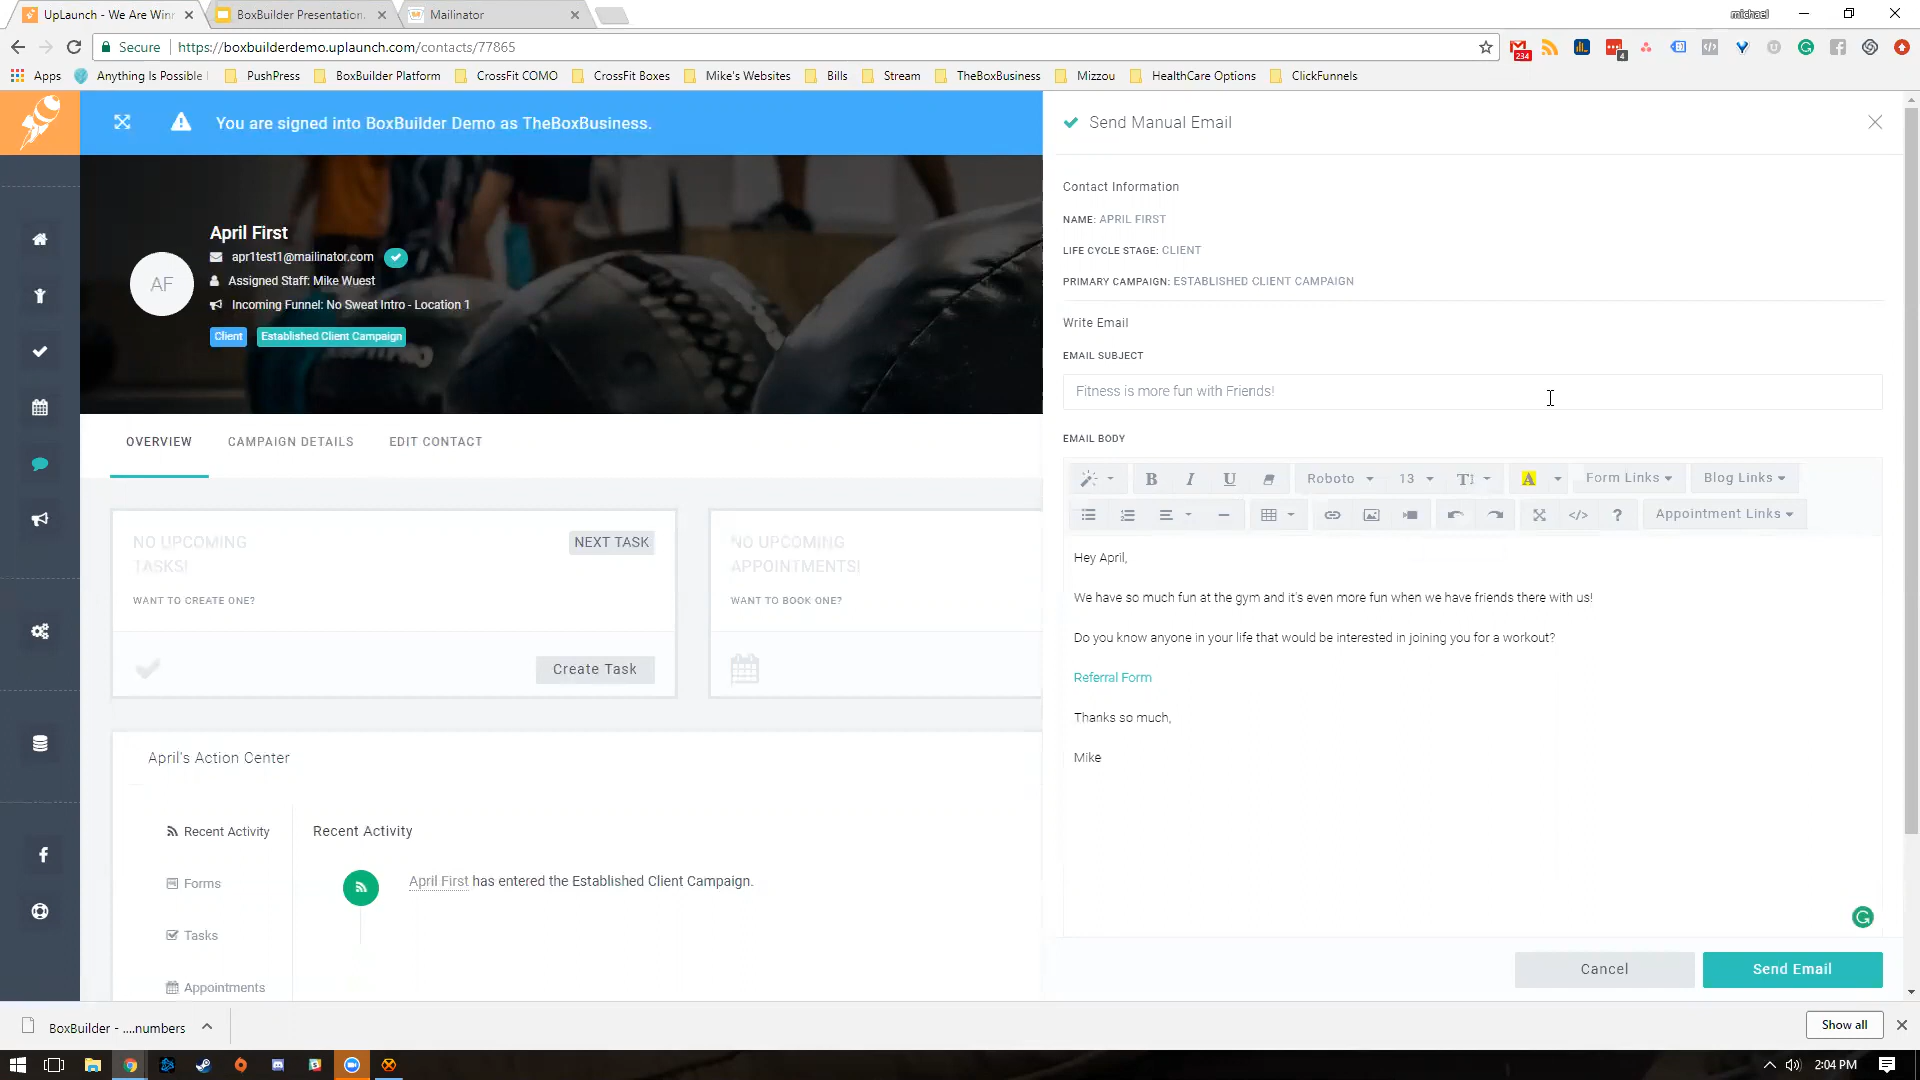 UpLaunch - We Are Winn
BoxBuilder Presentation.
Mailinator
michael
Secure
https://boxbuilderdemo.uplaunch.com/contacts/77865
234
4
Apps
Anything Is Possible
PushPress
BoxBuilder Platform
CrossFit COMO
CrossFit Boxes
Mike's Websites
Bills
Stream
TheBoxBusiness
Mizzou
HealthCare Options
ClickFunnels
You are signed into BoxBuilder Demo as TheBoxBusiness.
AF
April First
apr1test1@mailinator.com
Assigned Staff: Mike Wuest
Incoming Funnel: No Sweat Intro - Location 1
Client
Established Client Campaign
OVERVIEW
CAMPAIGN DETAILS
EDIT CONTACT
NO UPCOMING
TASKS!
NEXT TASK
WANT TO CREATE ONE?
Create Task
NO UPCOMING
APPOINTMENTS!
WANT TO BOOK ONE?
April's Action Center
Recent Activity
Forms
Tasks
Appointments
Recent Activity
April First has entered the Established Client Campaign.
Send Manual Email
Contact Information
NAME: APRIL FIRST
LIFE CYCLE STAGE: CLIENT
PRIMARY CAMPAIGN: ESTABLISHED CLIENT CAMPAIGN
Write Email
EMAIL SUBJECT
Fitness is more fun with Friends!
EMAIL BODY
B
I
U
Roboto
13
A
Form Links
Blog Links
?
Appointment Links
Hey April,
We have so much fun at the gym and it's even more fun when we have friends there with us!
Do you know anyone in your life that would be interested in joining you for a workout?
Referral Form
Thanks so much,
Mike
Cancel
Send Email
BoxBuilder - ....numbers
Show all
2:04 PM